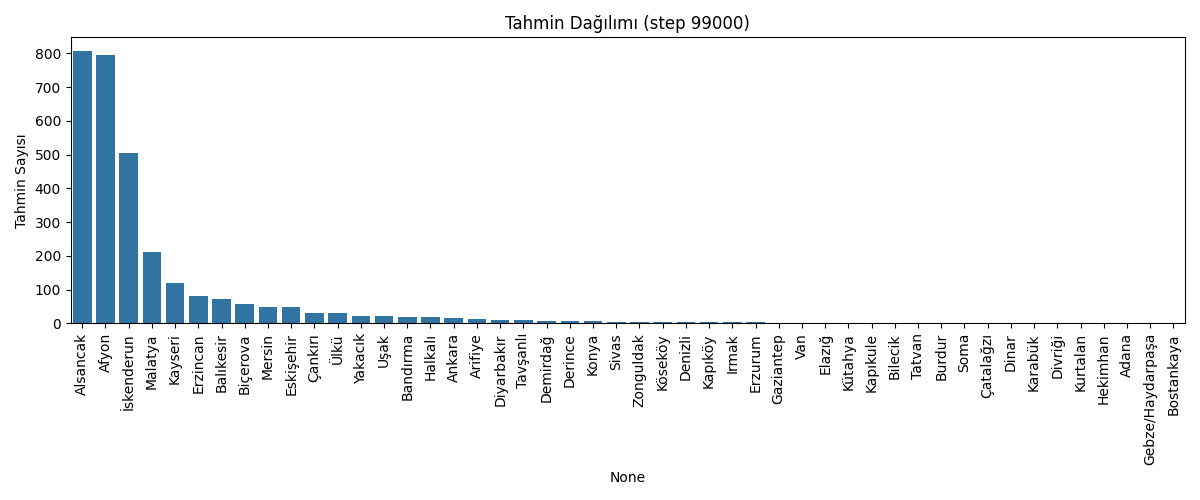 Tahmin Dağılımı (step 99000)
Tahmin Sayısı
800
700
600
500
400
300
200
100
0
Alsancak
Afyon
İskenderun
Malatya
Kayseri
Erzincan
Balıkesir
Biçerova
Mersin
Eskişehir
Çankırı
Ülkü
Yakacık
Uşak
Bandırma
Halkalı
Ankara
Arifiye
Diyarbakır
Tavşanlı
Demirdağ
Derince
Konya
Sivas
Zonguldak
Köseköy
Denizli
Kapıköy
Irmak
Erzurum
Gaziantep
Van
Elazığ
Kütahya
Kapıkule
Bilecik
Tatvan
Burdur
Soma
Çatalağzı
Dinar
Karabük
Divriği
Kurtalan
Hekimhan
Adana
Gebze/Haydarpaşa
Bostankaya
None